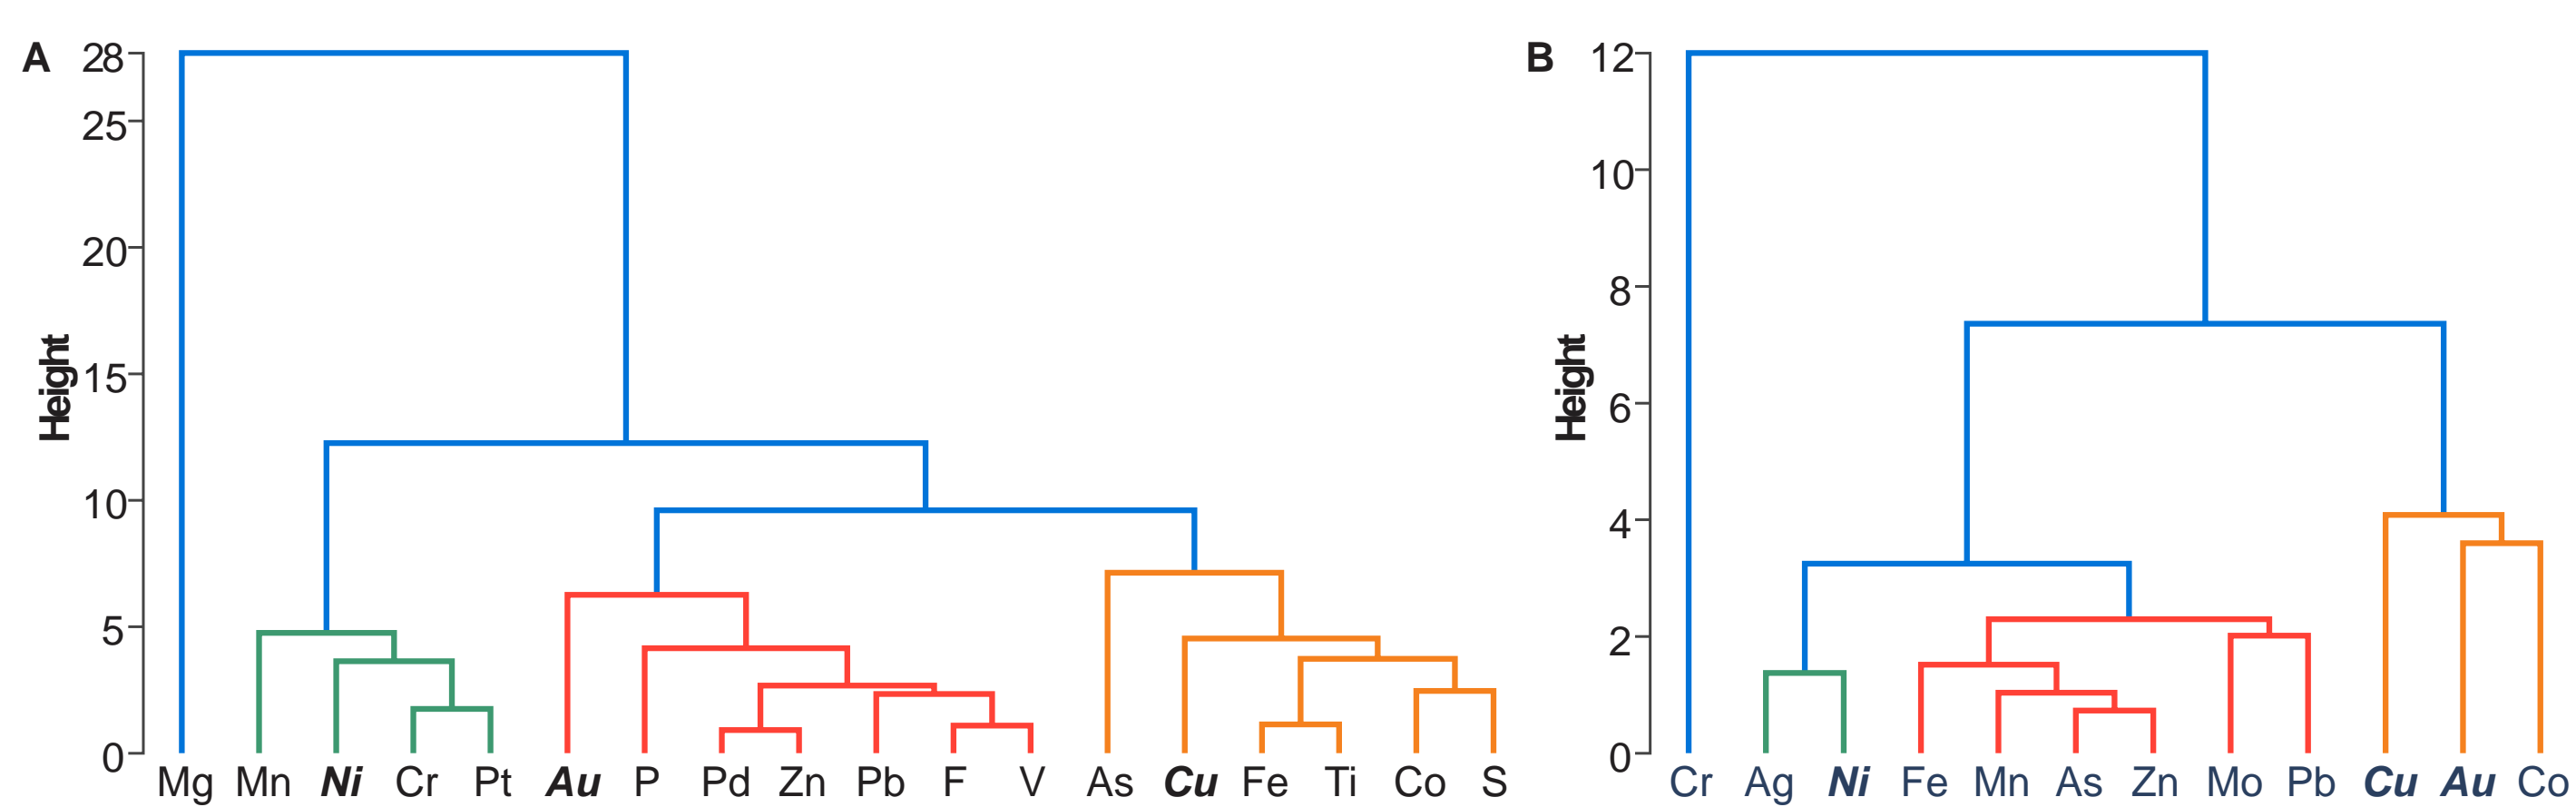 A
28
25
20
15
10
5
0
Height
Mg Mn Ni Cr Pt Au P Pd Zn Pb F V As Cu Fe Ti Co S
B
12
10
8
6
4
2
0
Height
Cr Ag Ni Fe Mn As Zn Mo Pb Cu Au Co